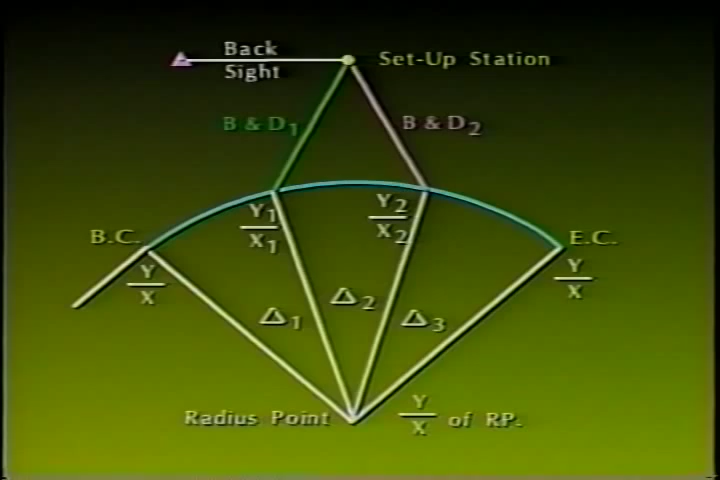 Back
Sight
Set-Up Station
B & D1
B & D2
Y1
X1
Y2
X2
B.C.
E.C.
Y
X
Y
X
Δ1
Δ2
Δ3
Radius Point
Y
X
of RP.